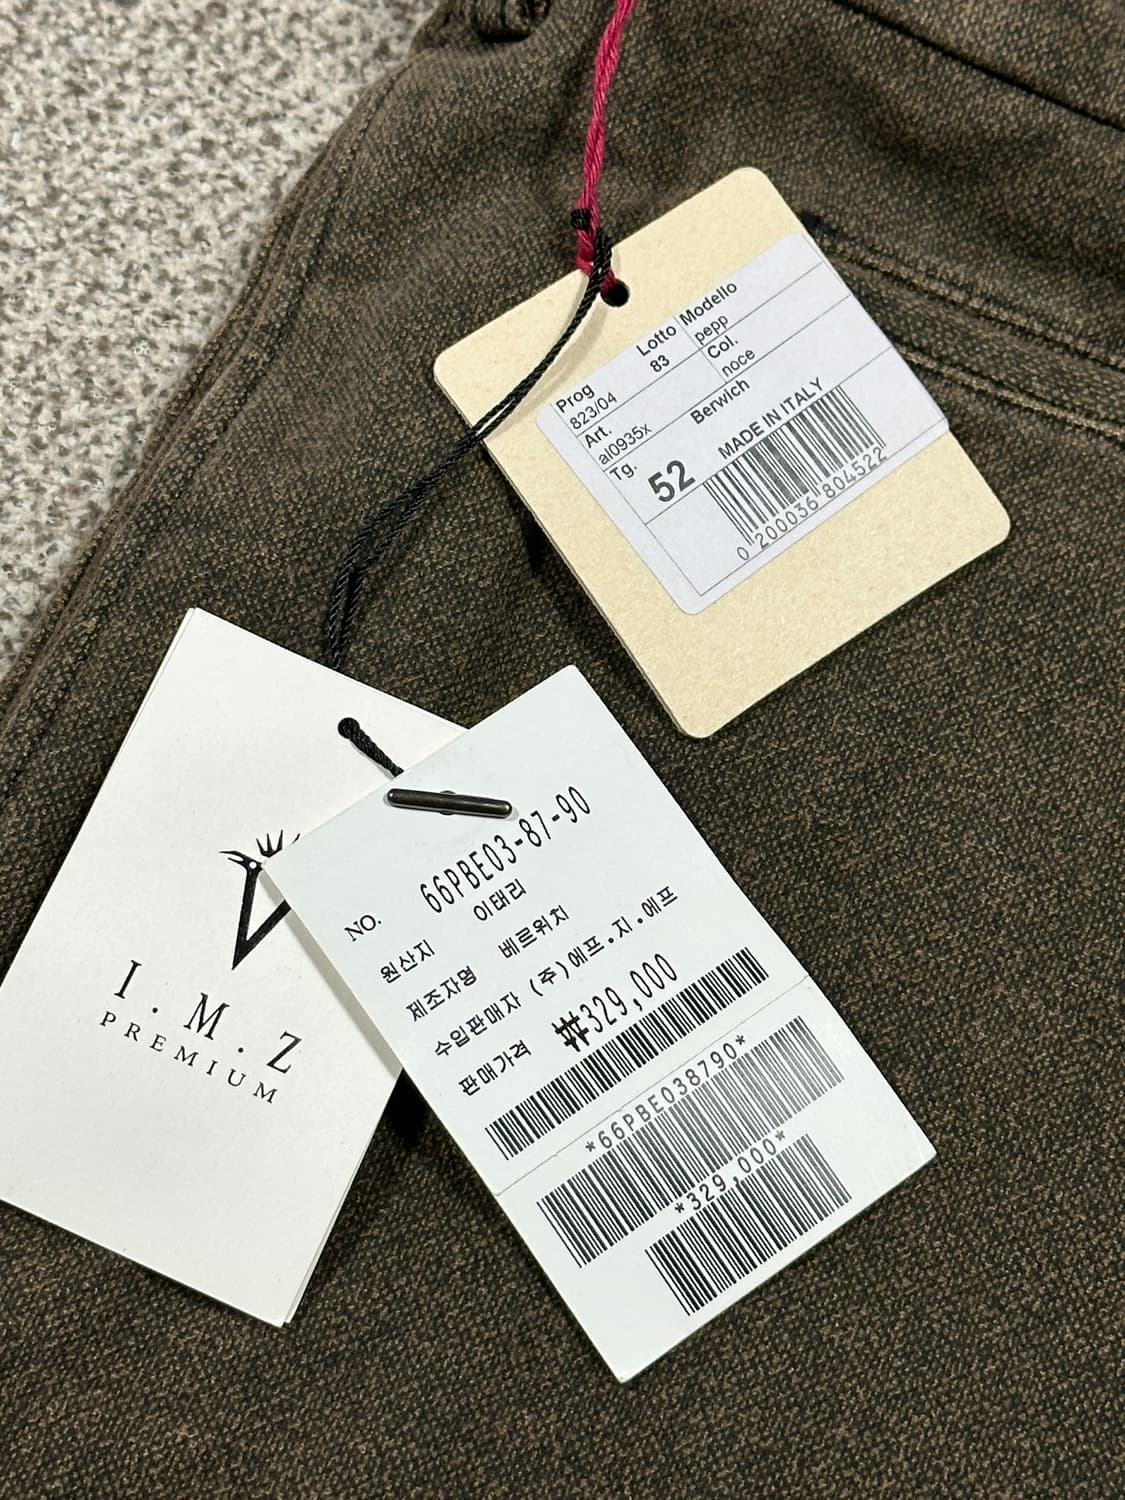 Prog Lotto Modello
823/04 83 pepp
Art. Col.
al0935x noce
Tg. Berwich
52 MADE IN ITALY
0 200036 804522
I.M.Z
PREMIUM
NO. 66PBE03-87-90
원산지 이태리
제조자명 베르위치
수입판매자 (주)에프.지.에프
판매가격 ₩329,000
*66PBE038790*
*329,000*